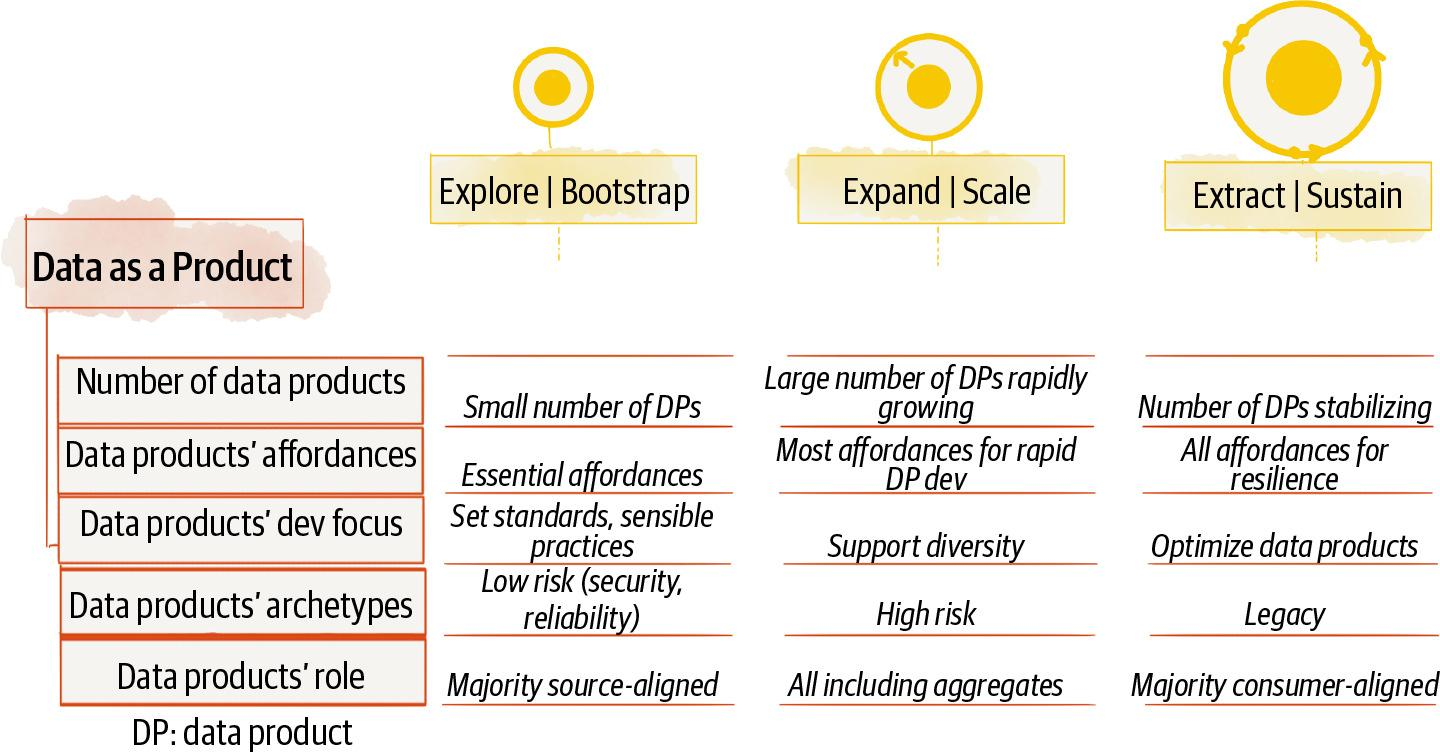 Explore | Bootstrap
Expand | Scale
Extract | Sustain
Data as a Product
Number of data products
Small number of DPs
Large number of DPs rapidly
growing
Number of DPs stabilizing
Data products’ affordances
Essential affordances
Most affordances for rapid
DP dev
All affordances for
resilience
Data products’ dev focus
Set standards, sensible
practices
Support diversity
Optimize data products
Data products’ archetypes
Low risk (security,
reliability)
High risk
Legacy
Data products’ role
Majority source-aligned
All including aggregates
Majority consumer-aligned
DP: data product